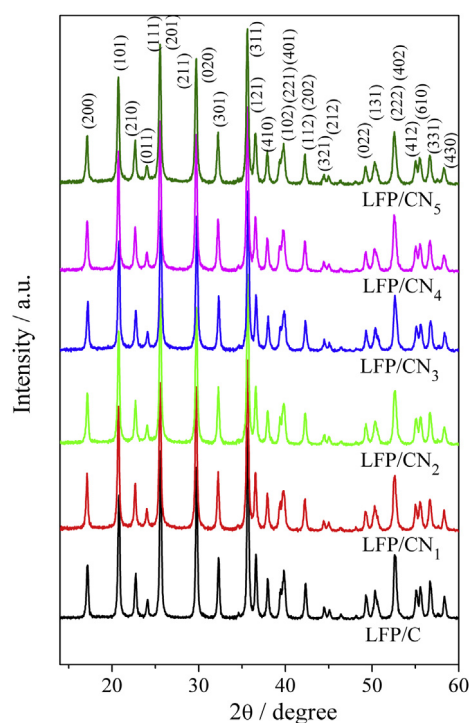 (200)
(101)
(210)
(011)
(111)
(201)
(211)
(020)
(301)
(311)
(121)
(410)
(102) (221) (401)
(112) (202)
(321)
(212)
(022)
(131)
(222) (402)
(412)
(610)
(331)
(430)
LFP/CN5
LFP/CN4
LFP/CN3
LFP/CN2
LFP/CN1
LFP/C
Intensity / a.u.
20 30 40 50 60
2θ / degree